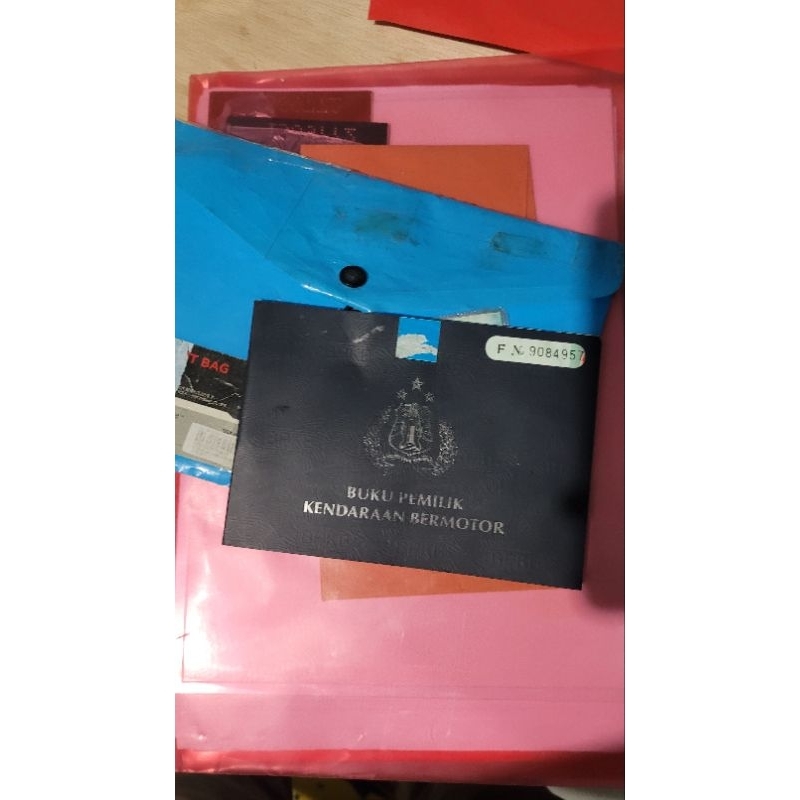 F № 9084957
T BAG
BUKU PEMILIK
KENDARAAN BERMOTOR